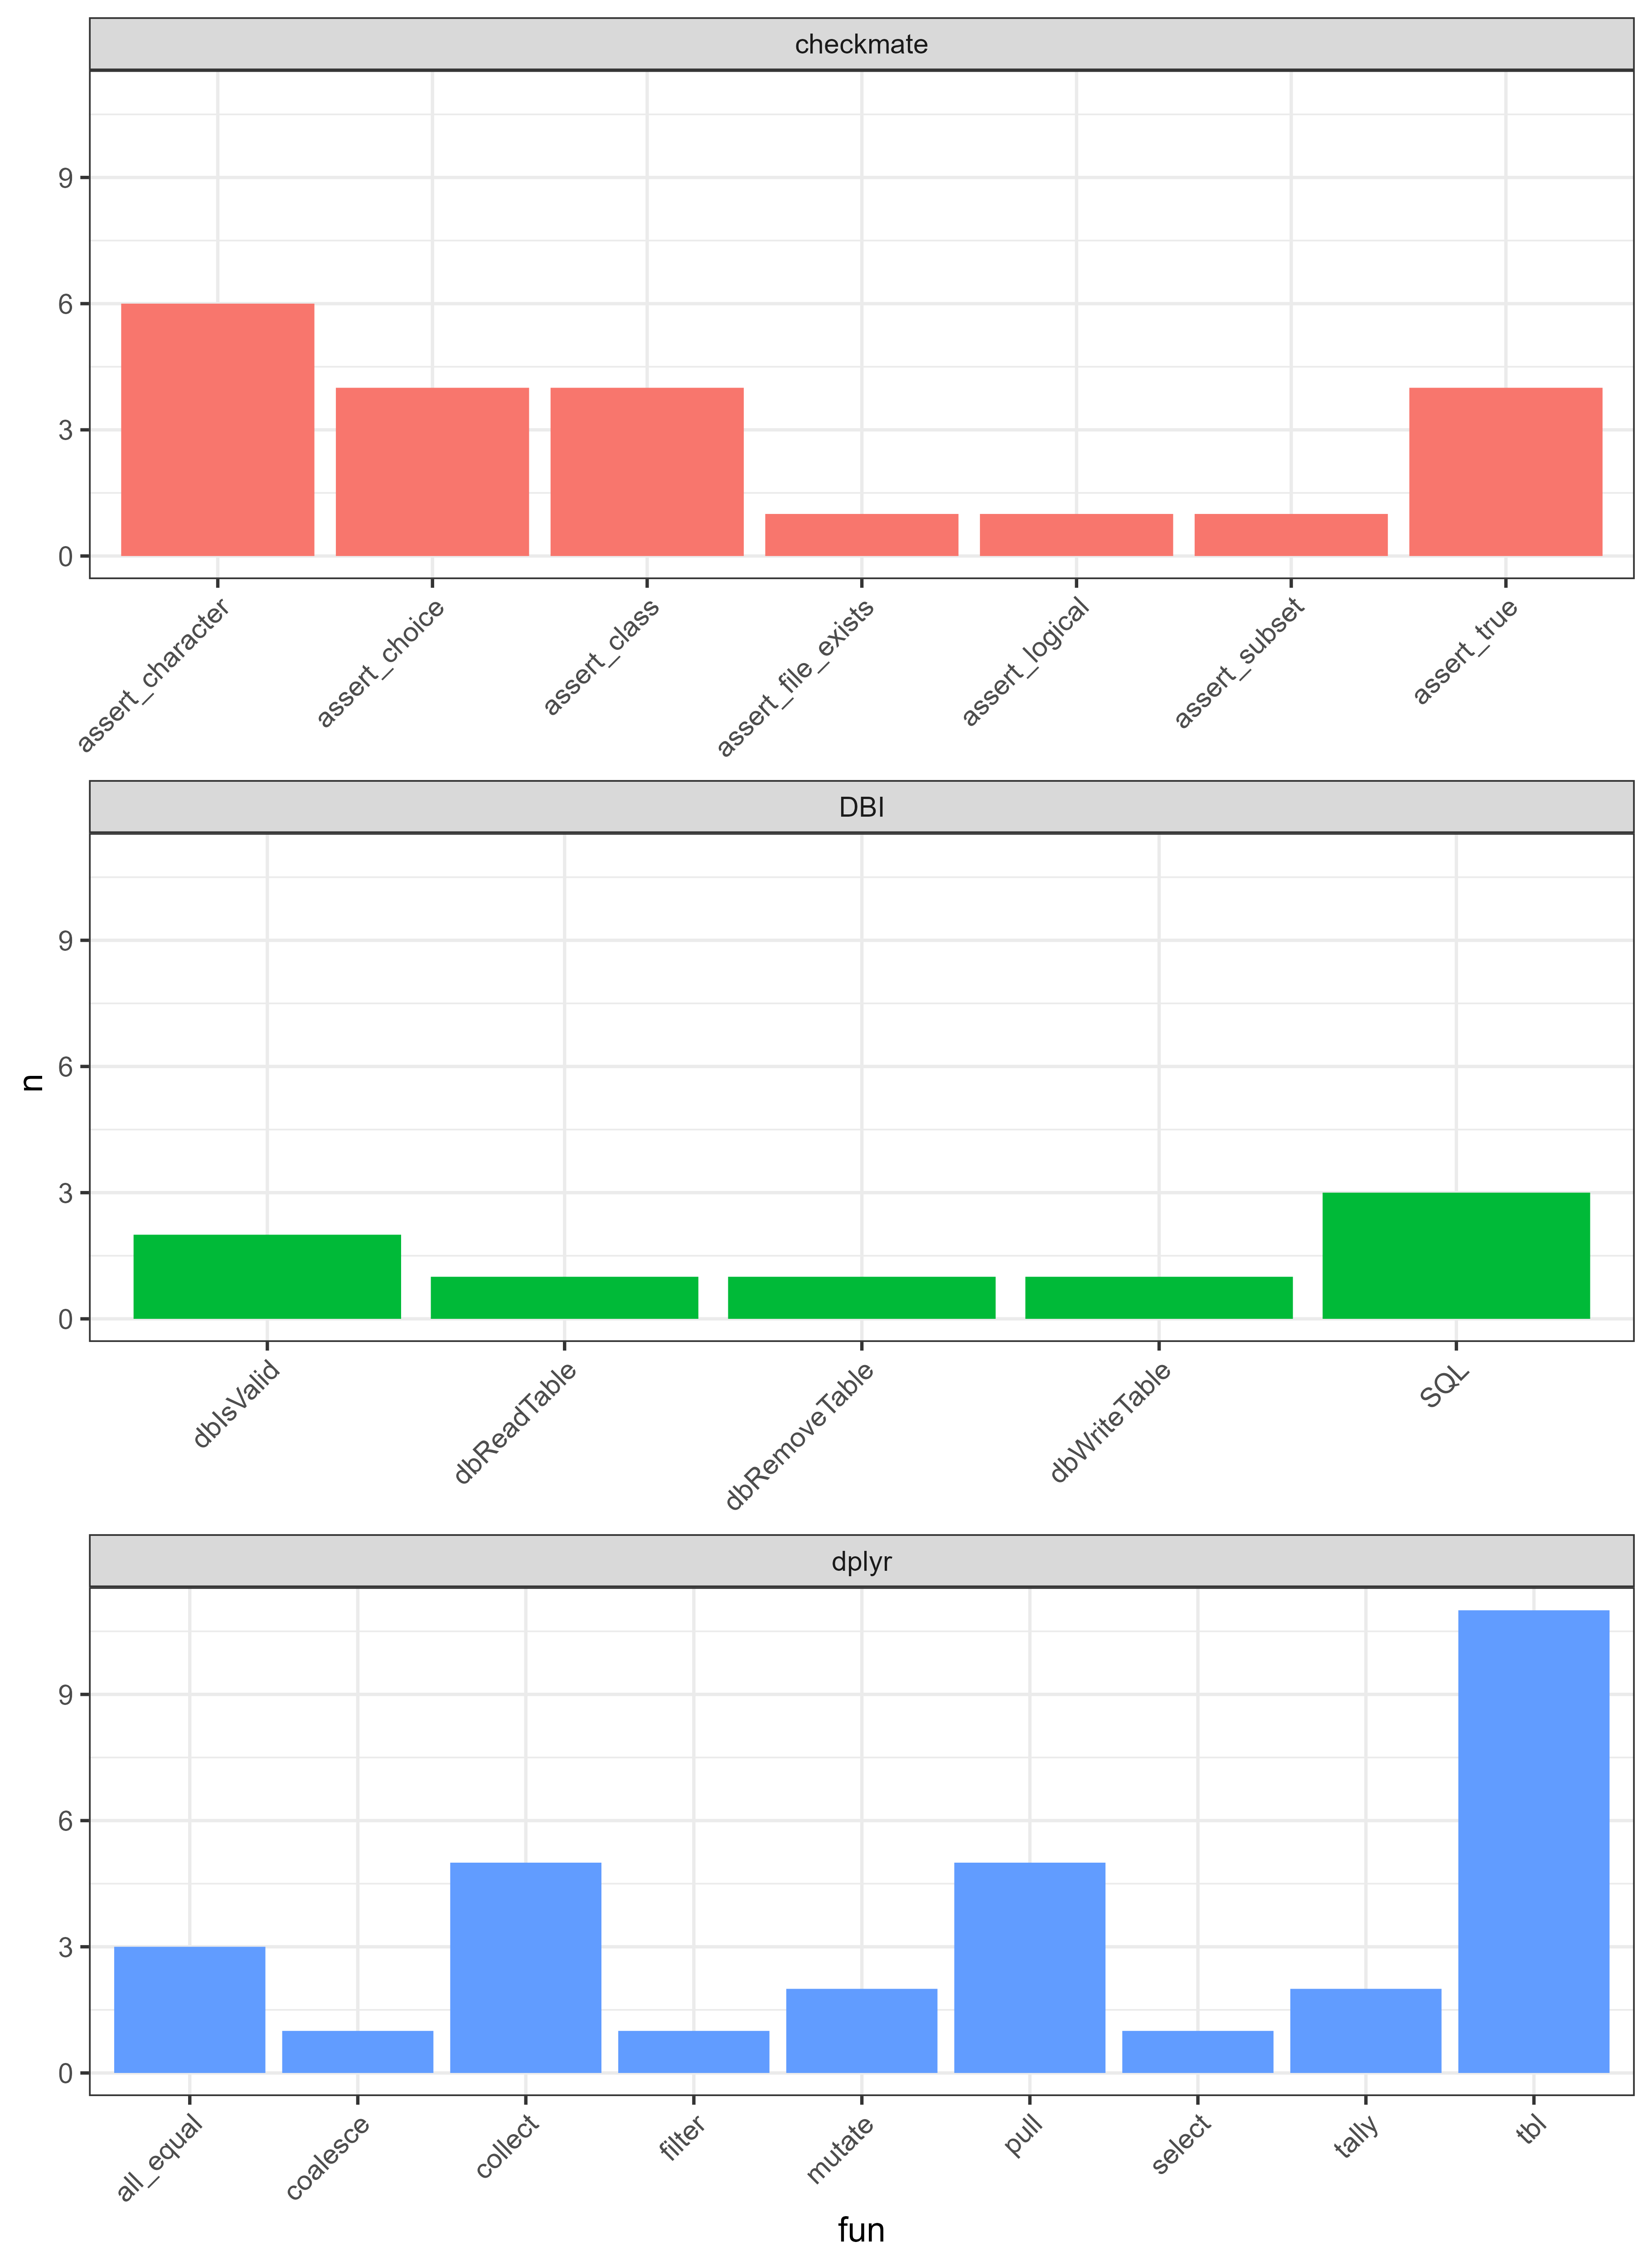 checkmate
9
6
3
0
assert_character
assert_choice
assert_class
assert_file_exists
assert_logical
assert_subset
assert_true
DBI
9
6
3
0
n
dbIsValid
dbReadTable
dbRemoveTable
dbWriteTable
SQL
dplyr
9
6
3
0
all_equal
coalesce
collect
filter
mutate
pull
select
tally
tbl
fun